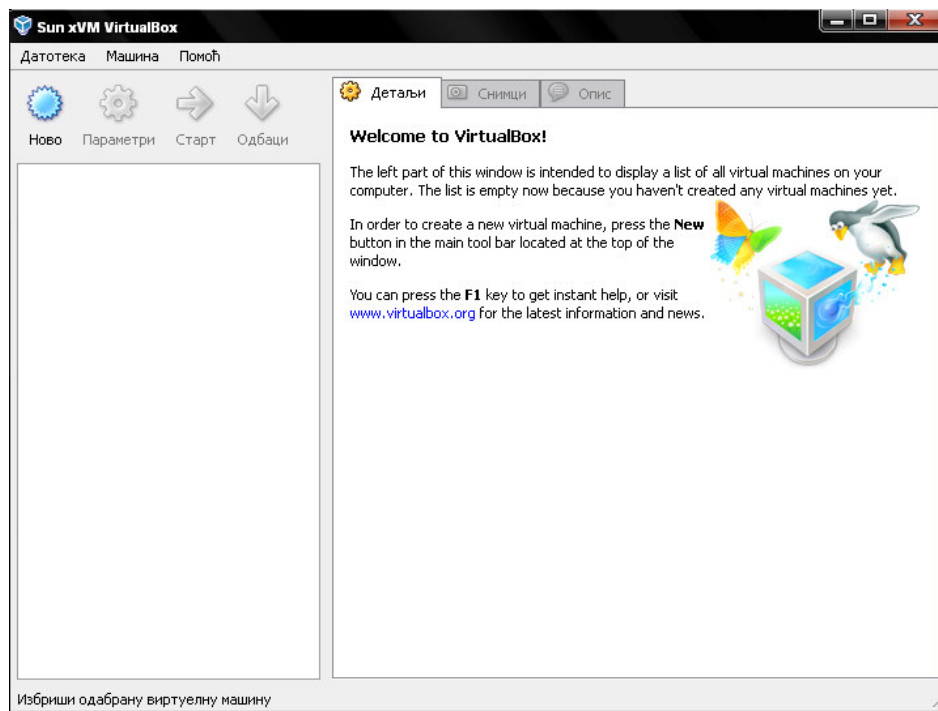 Sun xVM VirtualBox
Датотека Машина Помоћ
Ново Параметри Старт Одбаци
Детаљи Снимци Опис
Welcome to VirtualBox!
The left part of this window is intended to display a list of all virtual machines on your
computer. The list is empty now because you haven't created any virtual machines yet.
In order to create a new virtual machine, press the New
button in the main tool bar located at the top of the
window.
You can press the F1 key to get instant help, or visit
www.virtualbox.org for the latest information and news.
Избриши одабрану виртуелну машину